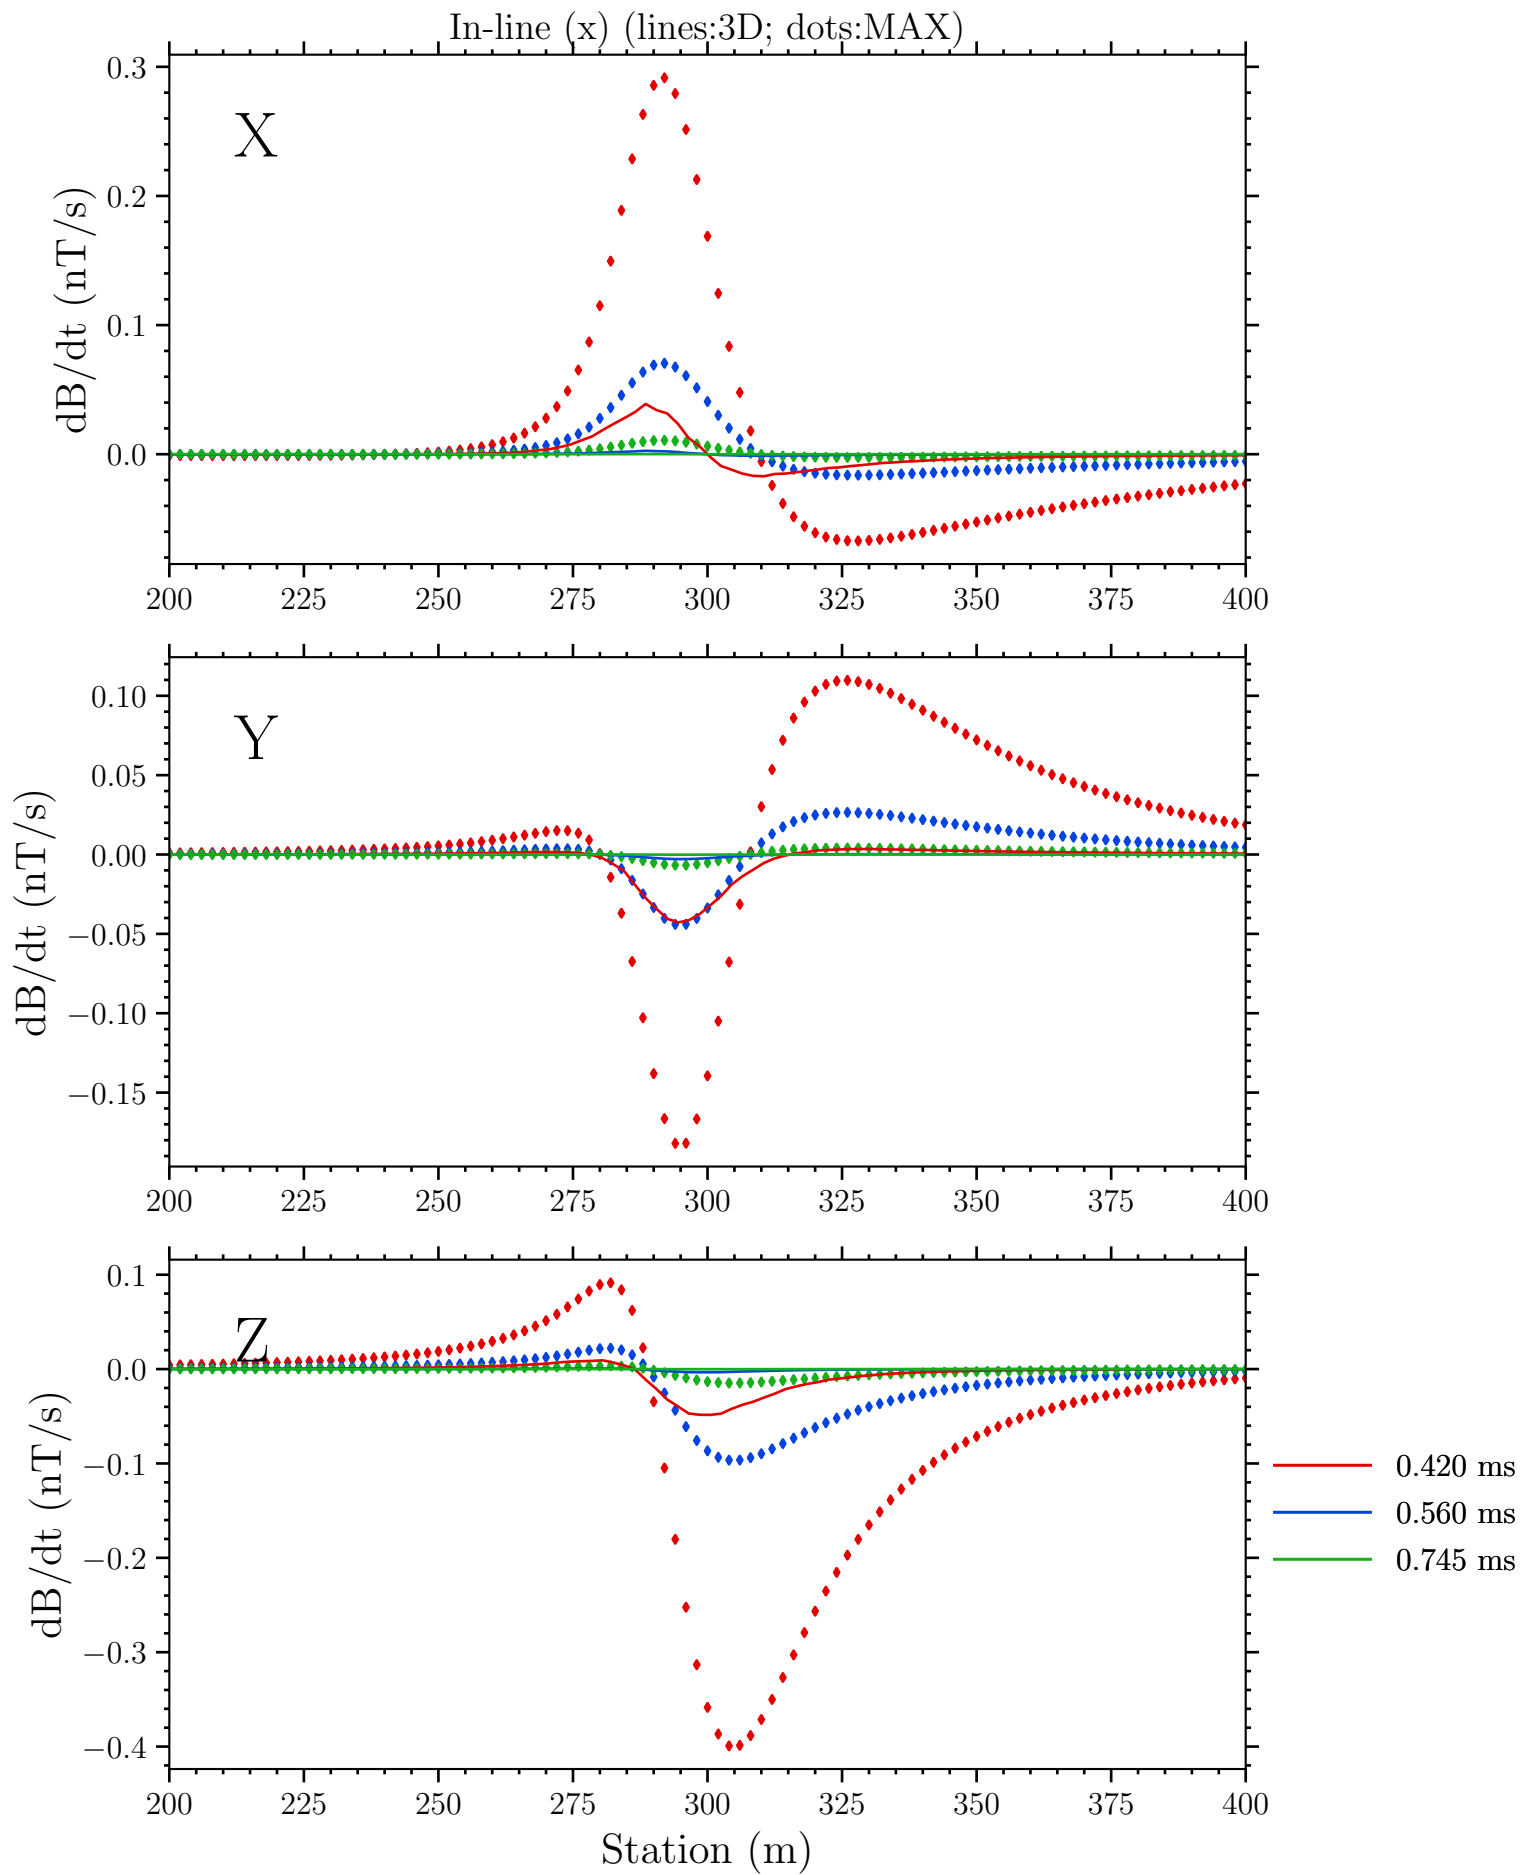 In-line (x) (lines:3D; dots:MAX)
X
dB/dt (nT/s)
0.3
0.2
0.1
0.0
200 225 250 275 300 325 350 375 400
Y
dB/dt (nT/s)
0.10
0.05
0.00
−0.05
−0.10
−0.15
200 225 250 275 300 325 350 375 400
Z
dB/dt (nT/s)
0.1
0.0
−0.1
−0.2
−0.3
−0.4
200 225 250 275 300 325 350 375 400
Station (m)
0.420 ms
0.560 ms
0.745 ms